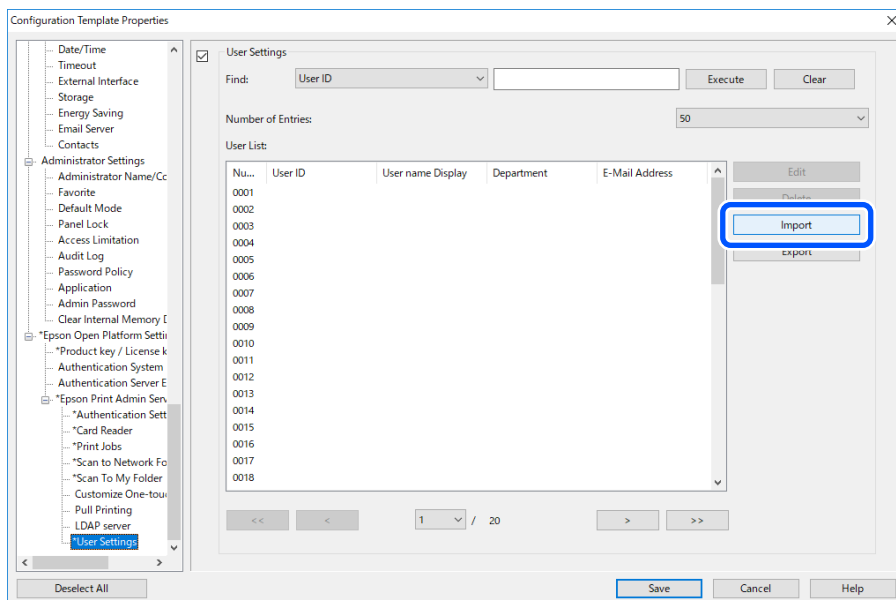 Configuration Template Properties
Date/Time
Timeout
External Interface
Storage
Energy Saving
Email Server
Contacts
Administrator Settings
Administrator Name/Cc
Favorite
Default Mode
Panel Lock
Access Limitation
Audit Log
Password Policy
Application
Admin Password
Clear Internal Memory
*Epson Open Platform Settin
*Product key / License k
Authentication System
Authentication Server E
*Epson Print Admin Serv
*Authentication Sett
*Card Reader
*Print Jobs
*Scan to Network Fo
*Scan To My Folder
Customize One-tou
Pull Printing
LDAP server
*User Settings
Deselect All
User Settings
Find: User ID Execute Clear
Number of Entries: 50
User List:
Nu... User ID User name Display Department E-Mail Address
0001
0002
0003
0004
0005
0006
0007
0008
0009
0010
0011
0012
0013
0014
0015
0016
0017
0018
Edit
Delete
Import
Export
<< < 1 / 20 > >>
Save Cancel Help